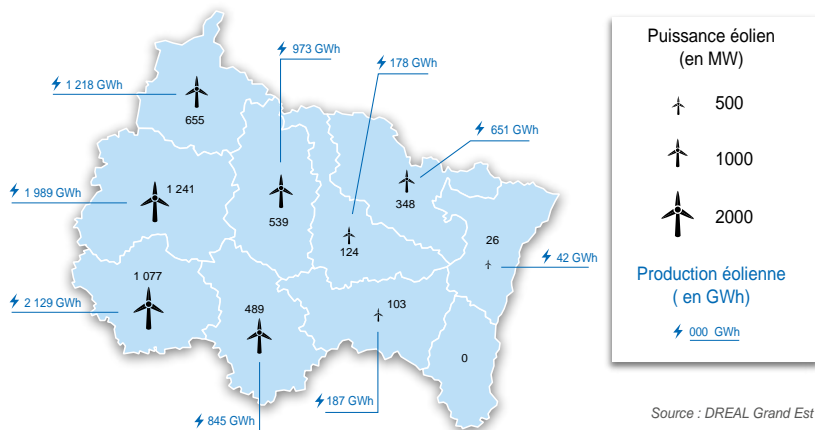 973 GWh
178 GWh
1 218 GWh
655
651 GWh
1 989 GWh
1 241
539
348
124
26
42 GWh
2 129 GWh
1 077
489
103
0
187 GWh
845 GWh
Puissance éolien
(en MW)
500
1000
2000
Production éolienne
( en GWh)
000 GWh
Source : DREAL Grand Est